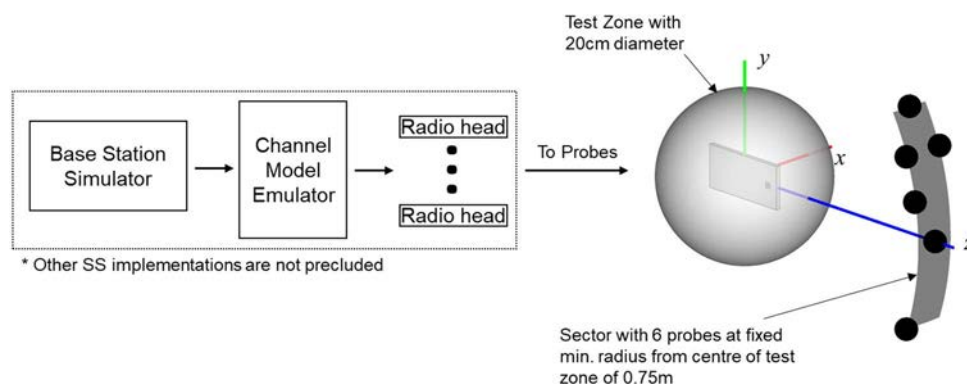 Test Zone with
20cm diameter
y
x
z
Base Station
Simulator
Channel
Model
Emulator
Radio head
Radio head
To Probes
* Other SS implementations are not precluded
Sector with 6 probes at fixed
min. radius from centre of test
zone of 0.75m